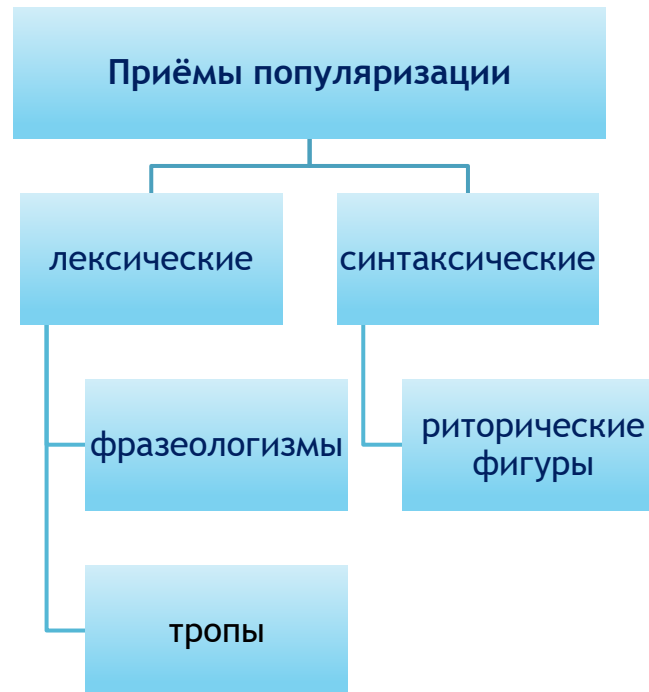 Приёмы популяризации
лексические
синтаксические
фразеологизмы
риторические
фигуры
тропы